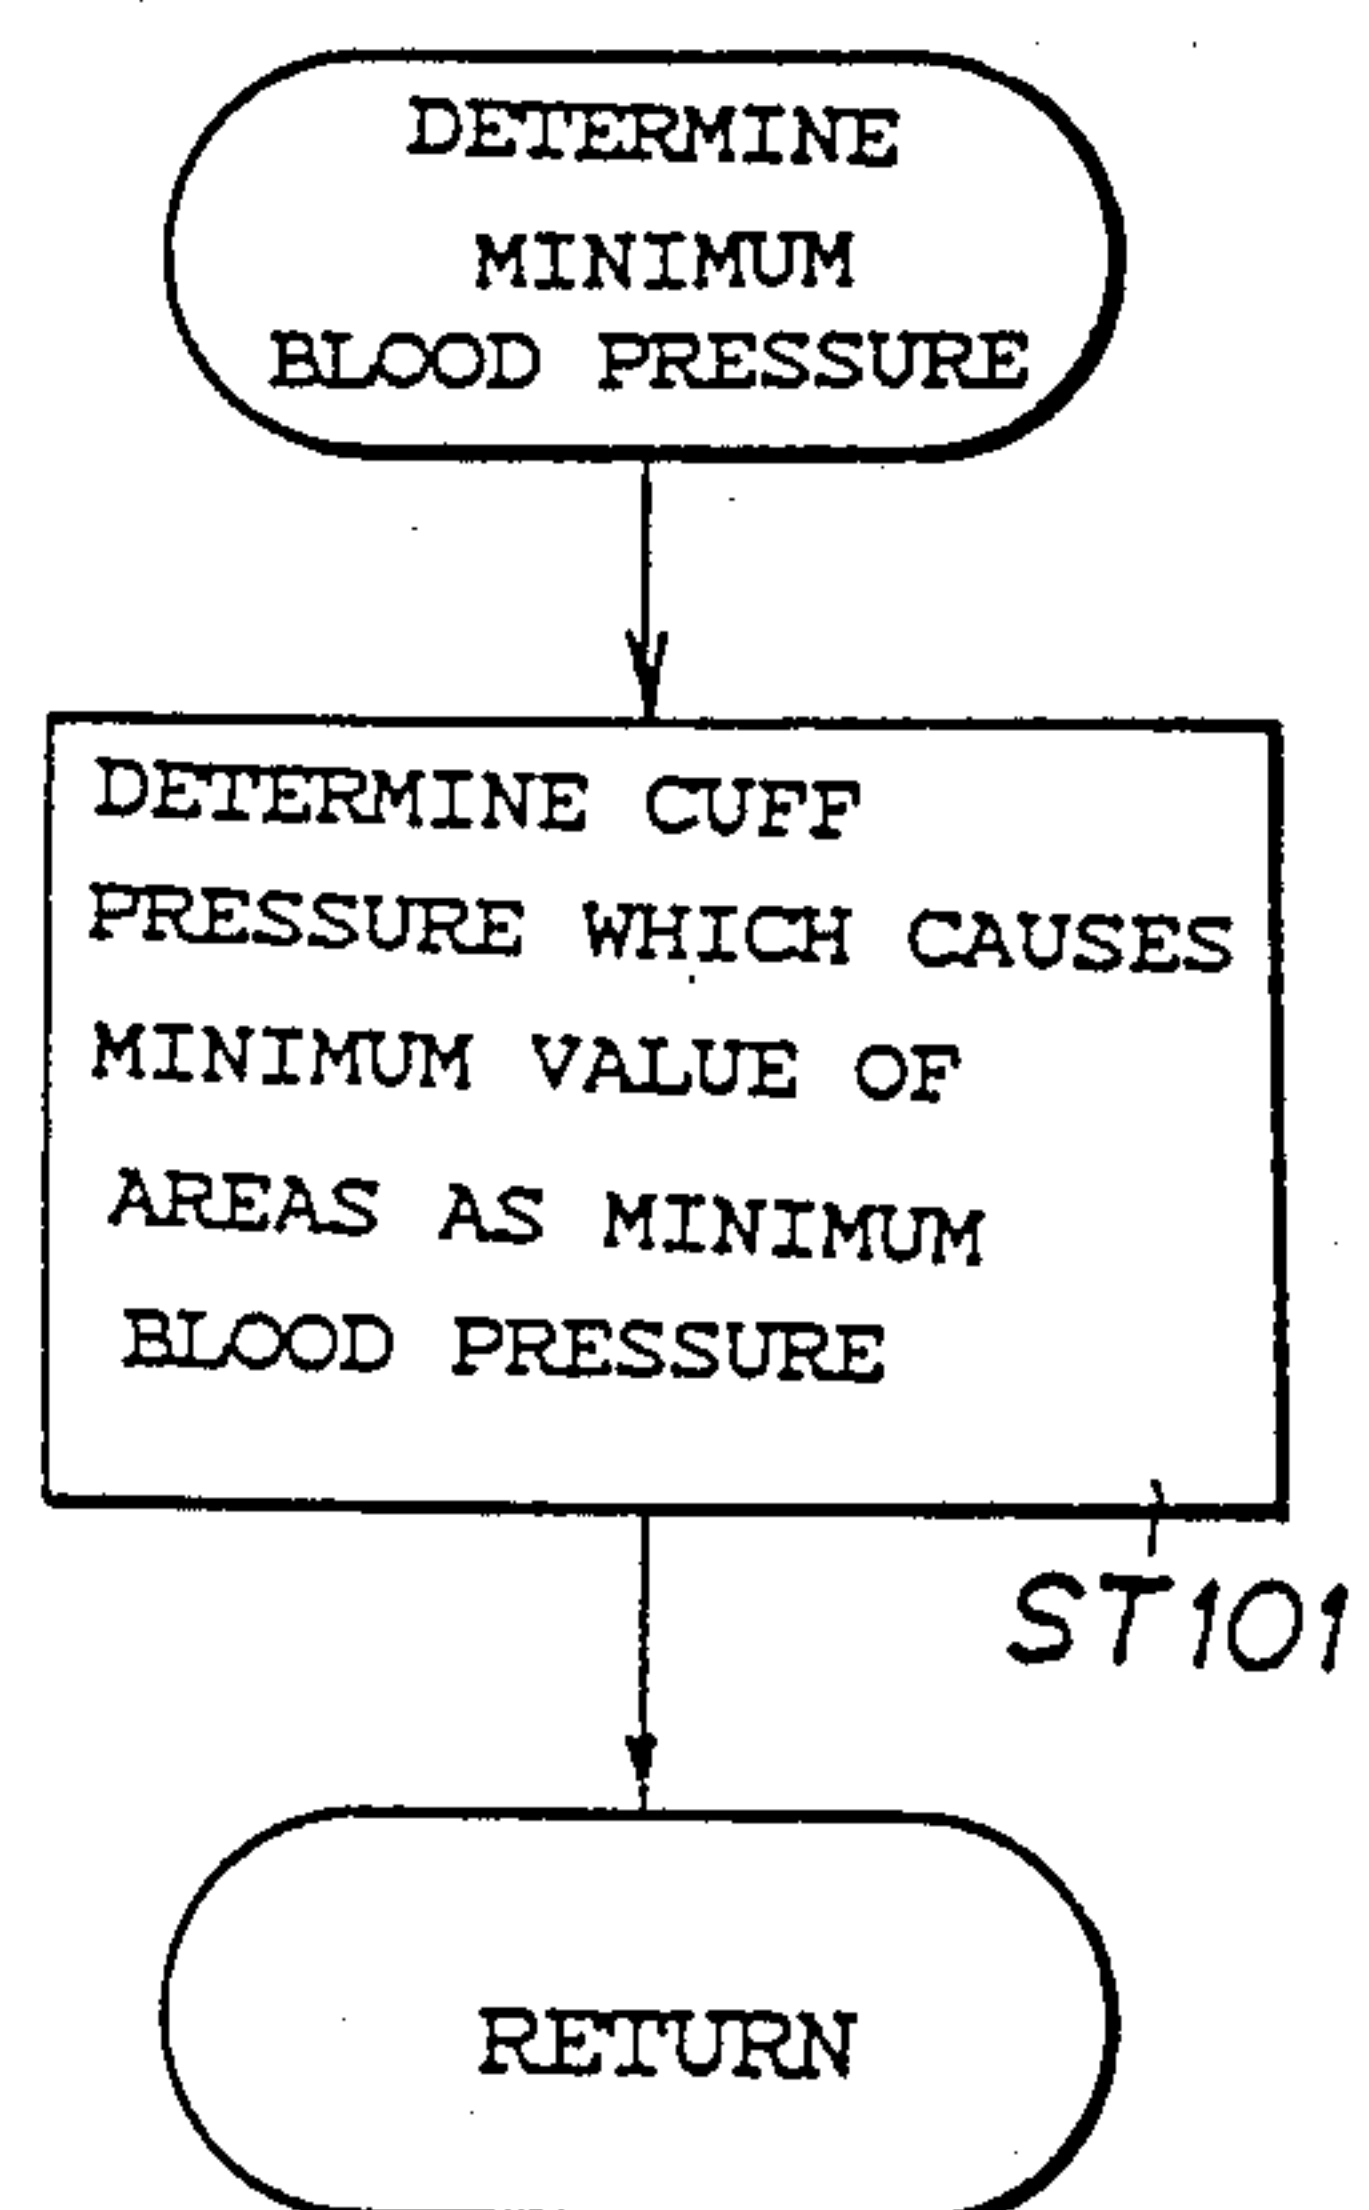 DETERMINE
MINIMUM
BLOOD PRESSURE
DETERMINE CUFF
PRESSURE WHICH CAUSES
MINIMUM VALUE OF
AREAS AS MINIMUM
BLOOD PRESSURE
ST101
RETURN